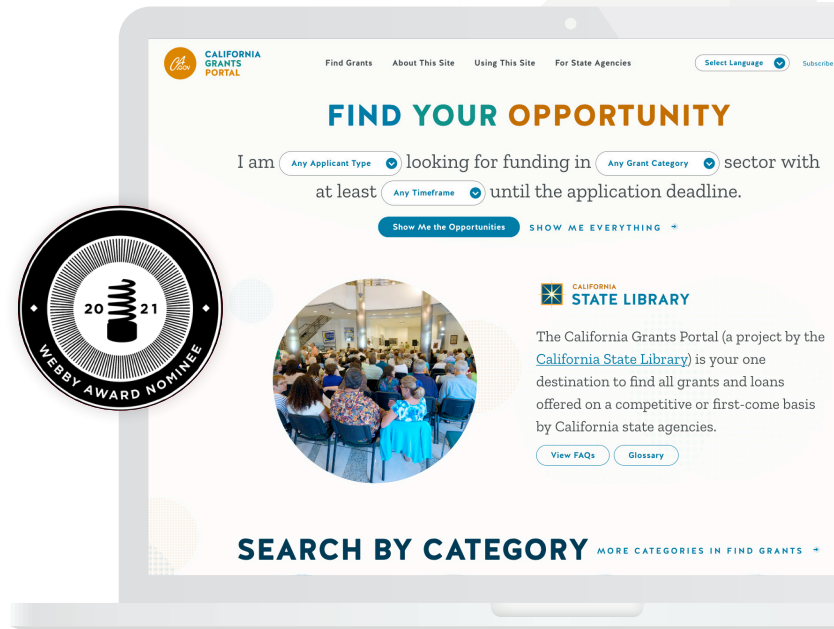 CALIFORNIA
GRANTS
PORTAL
CA
.GOV
Find Grants
About This Site
Using This Site
For State Agencies
Select Language
Subscribe
FIND YOUR OPPORTUNITY
I am Any Applicant Type looking for funding in Any Grant Category sector with
at least Any Timeframe until the application deadline.
Show Me the Opportunities
SHOW ME EVERYTHING
2021
WEBBY AWARD NOMINEE
CALIFORNIA
STATE LIBRARY
The California Grants Portal (a project by the
California State Library) is your one
destination to find all grants and loans
offered on a competitive or first-come basis
by California state agencies.
View FAQs
Glossary
SEARCH BY CATEGORY
MORE CATEGORIES IN FIND GRANTS